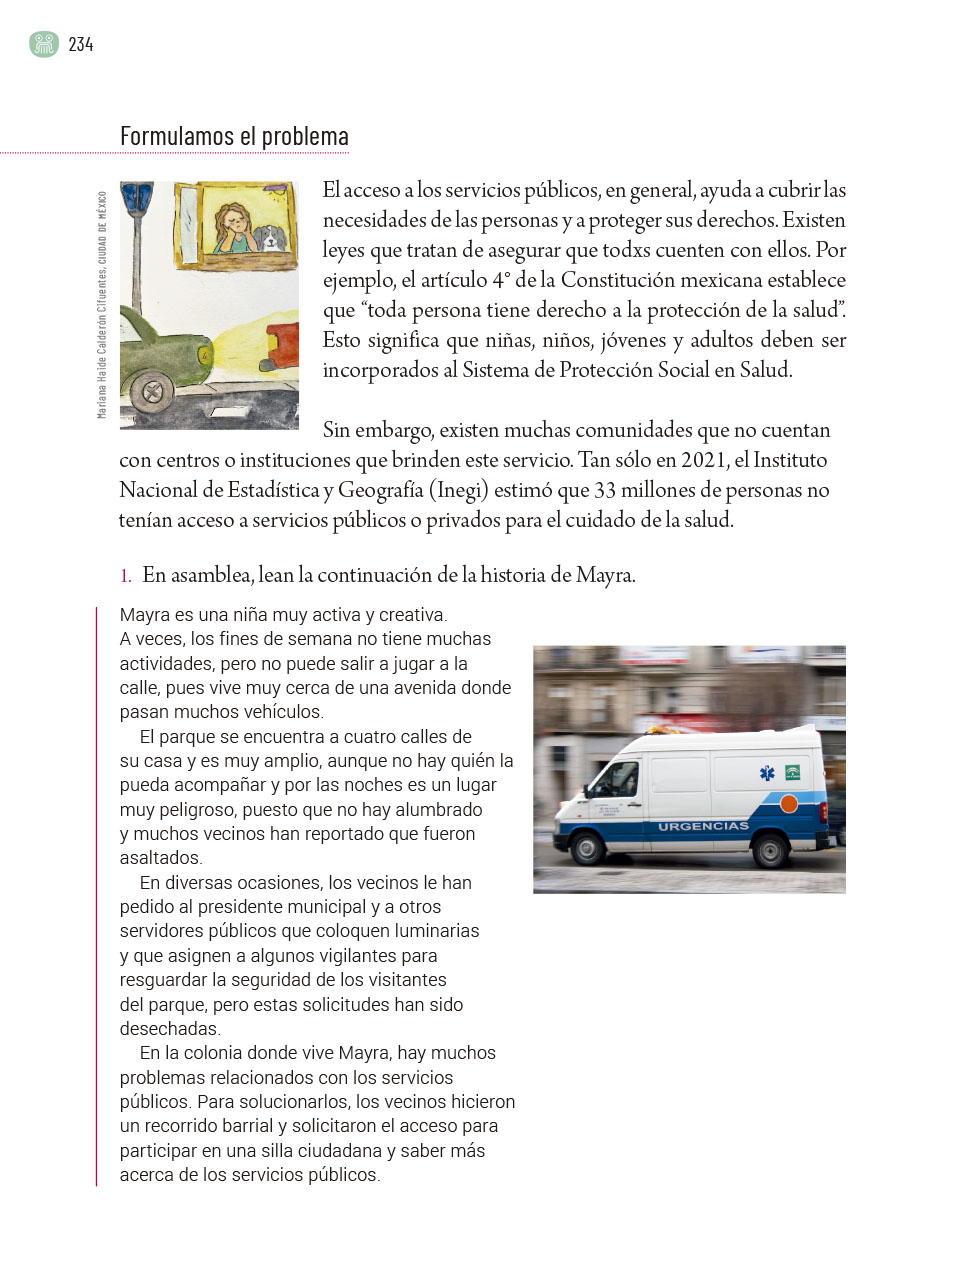 234
Formulamos el problema
Mariana Haide Calderón Cifuentes, CIUDAD DE MÉXICO
El acceso a los servicios públicos, en general, ayuda a cubrir las
necesidades de las personas y a proteger sus derechos. Existen
leyes que tratan de asegurar que todxs cuenten con ellos. Por
ejemplo, el artículo 4° de la Constitución mexicana establece
que “toda persona tiene derecho a la protección de la salud”.
Esto significa que niñas, niños, jóvenes y adultos deben ser
incorporados al Sistema de Protección Social en Salud.
Sin embargo, existen muchas comunidades que no cuentan
con centros o instituciones que brinden este servicio. Tan sólo en 2021, el Instituto
Nacional de Estadística y Geografía (Inegi) estimó que 33 millones de personas no
tenían acceso a servicios públicos o privados para el cuidado de la salud.
1. En asamblea, lean la continuación de la historia de Mayra.
Mayra es una niña muy activa y creativa.
A veces, los fines de semana no tiene muchas
actividades, pero no puede salir a jugar a la
calle, pues vive muy cerca de una avenida donde
pasan muchos vehículos.
El parque se encuentra a cuatro calles de
su casa y es muy amplio, aunque no hay quién la
pueda acompañar y por las noches es un lugar
muy peligroso, puesto que no hay alumbrado
y muchos vecinos han reportado que fueron
asaltados.
En diversas ocasiones, los vecinos le han
pedido al presidente municipal y a otros
servidores públicos que coloquen luminarias
y que asignen a algunos vigilantes para
resguardar la seguridad de los visitantes
del parque, pero estas solicitudes han sido
desechadas.
En la colonia donde vive Mayra, hay muchos
problemas relacionados con los servicios
públicos. Para solucionarlos, los vecinos hicieron
un recorrido barrial y solicitaron el acceso para
participar en una silla ciudadana y saber más
acerca de los servicios públicos.
URGENCIAS